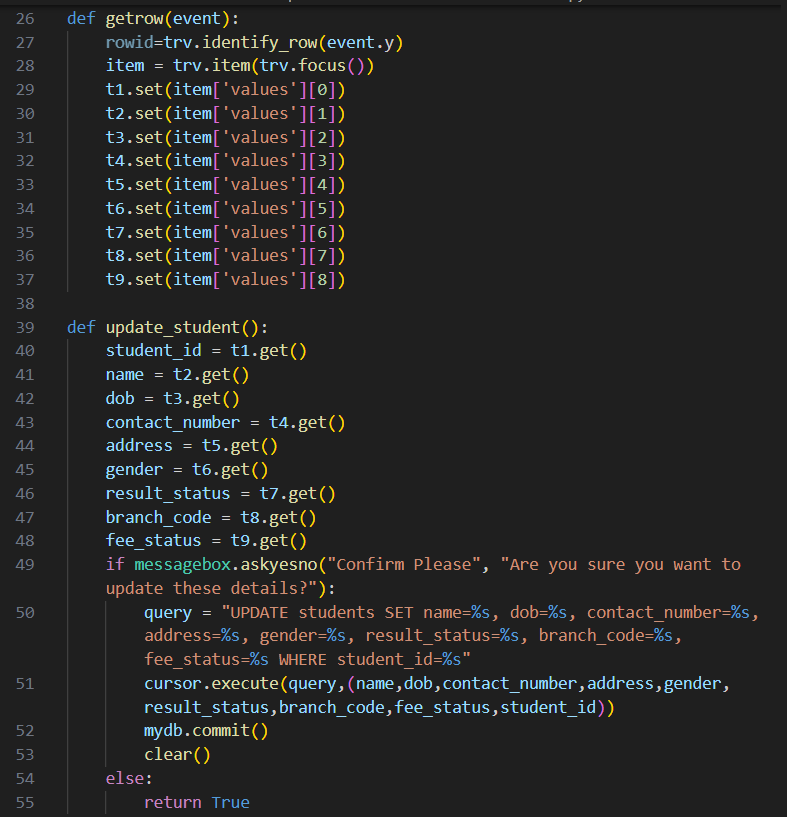 26 def getrow(event):
27 rowid=trv.identify_row(event.y)
28 item = trv.item(trv.focus())
29 t1.set(item['values'][0])
30 t2.set(item['values'][1])
31 t3.set(item['values'][2])
32 t4.set(item['values'][3])
33 t5.set(item['values'][4])
34 t6.set(item['values'][5])
35 t7.set(item['values'][6])
36 t8.set(item['values'][7])
37 t9.set(item['values'][8])
38
39 def update_student():
40 student_id = t1.get()
41 name = t2.get()
42 dob = t3.get()
43 contact_number = t4.get()
44 address = t5.get()
45 gender = t6.get()
46 result_status = t7.get()
47 branch_code = t8.get()
48 fee_status = t9.get()
49 if messagebox.askyesno("Confirm Please", "Are you sure you want to
update these details?"):
50 query = "UPDATE students SET name=%s, dob=%s, contact_number=%s,
address=%s, gender=%s, result_status=%s, branch_code=%s,
fee_status=%s WHERE student_id=%s"
51 cursor.execute(query,(name,dob,contact_number,address,gender,
result_status,branch_code,fee_status,student_id))
52 mydb.commit()
53 clear()
54 else:
55 return True